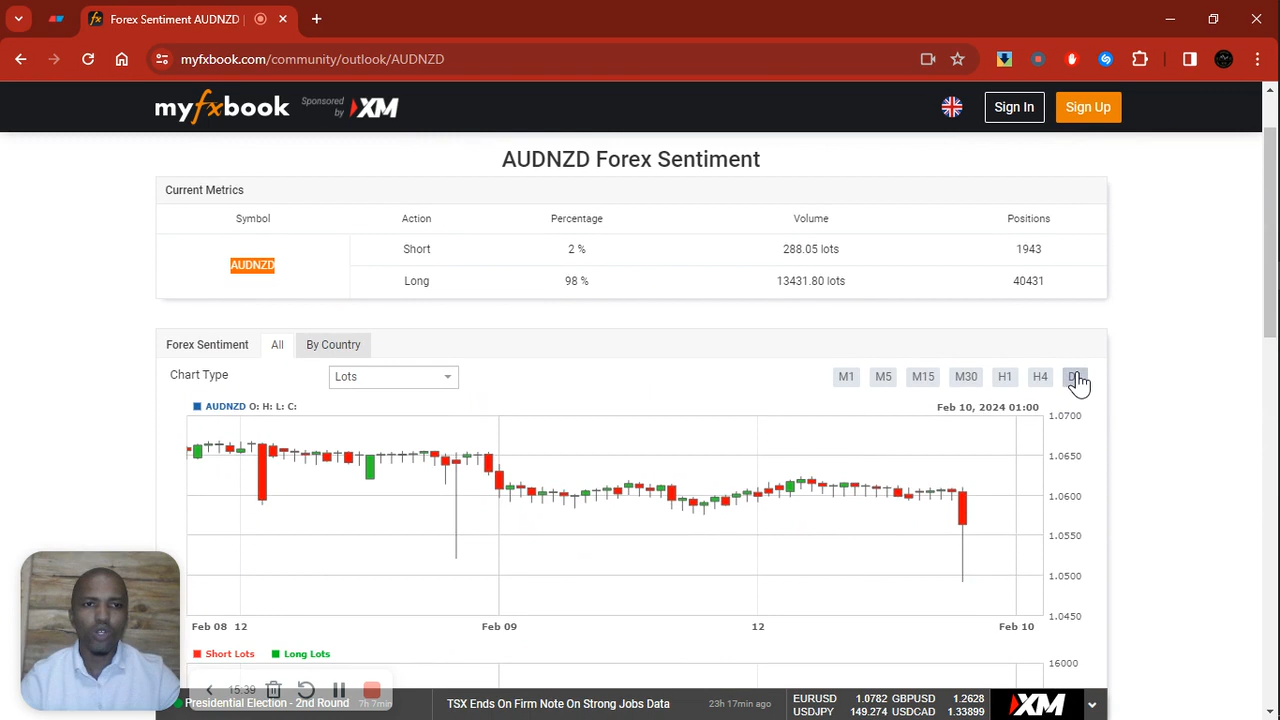 Forex Sentiment AUDNZD |
myfxbook.com/community/outlook/AUDNZD
myfxbook Sponsored by XM Sign In Sign Up
AUDNZD Forex Sentiment
Current Metrics
Symbol Action Percentage Volume Positions
AUDNZD
Short 2 % 288.05 lots 1943
Long 98 % 13431.80 lots 40431
Forex Sentiment All By Country
Chart Type Lots M1 M5 M15 M30 H1 H4
AUDNZD O: H: L: C: Feb 10, 2024 01:00
1.0700
1.0650
1.0600
1.0550
1.0500
1.0450
Feb 08 12 Feb 09 12 Feb 10
Short Lots Long Lots
16000
15:39
Presidential Election - 2nd Round 7h 7min
TSX Ends On Firm Note On Strong Jobs Data 23h 17min ago
EURUSD 1.0782 GBPUSD 1.2628
USDJPY 149.274 USDCAD 1.33899
XM